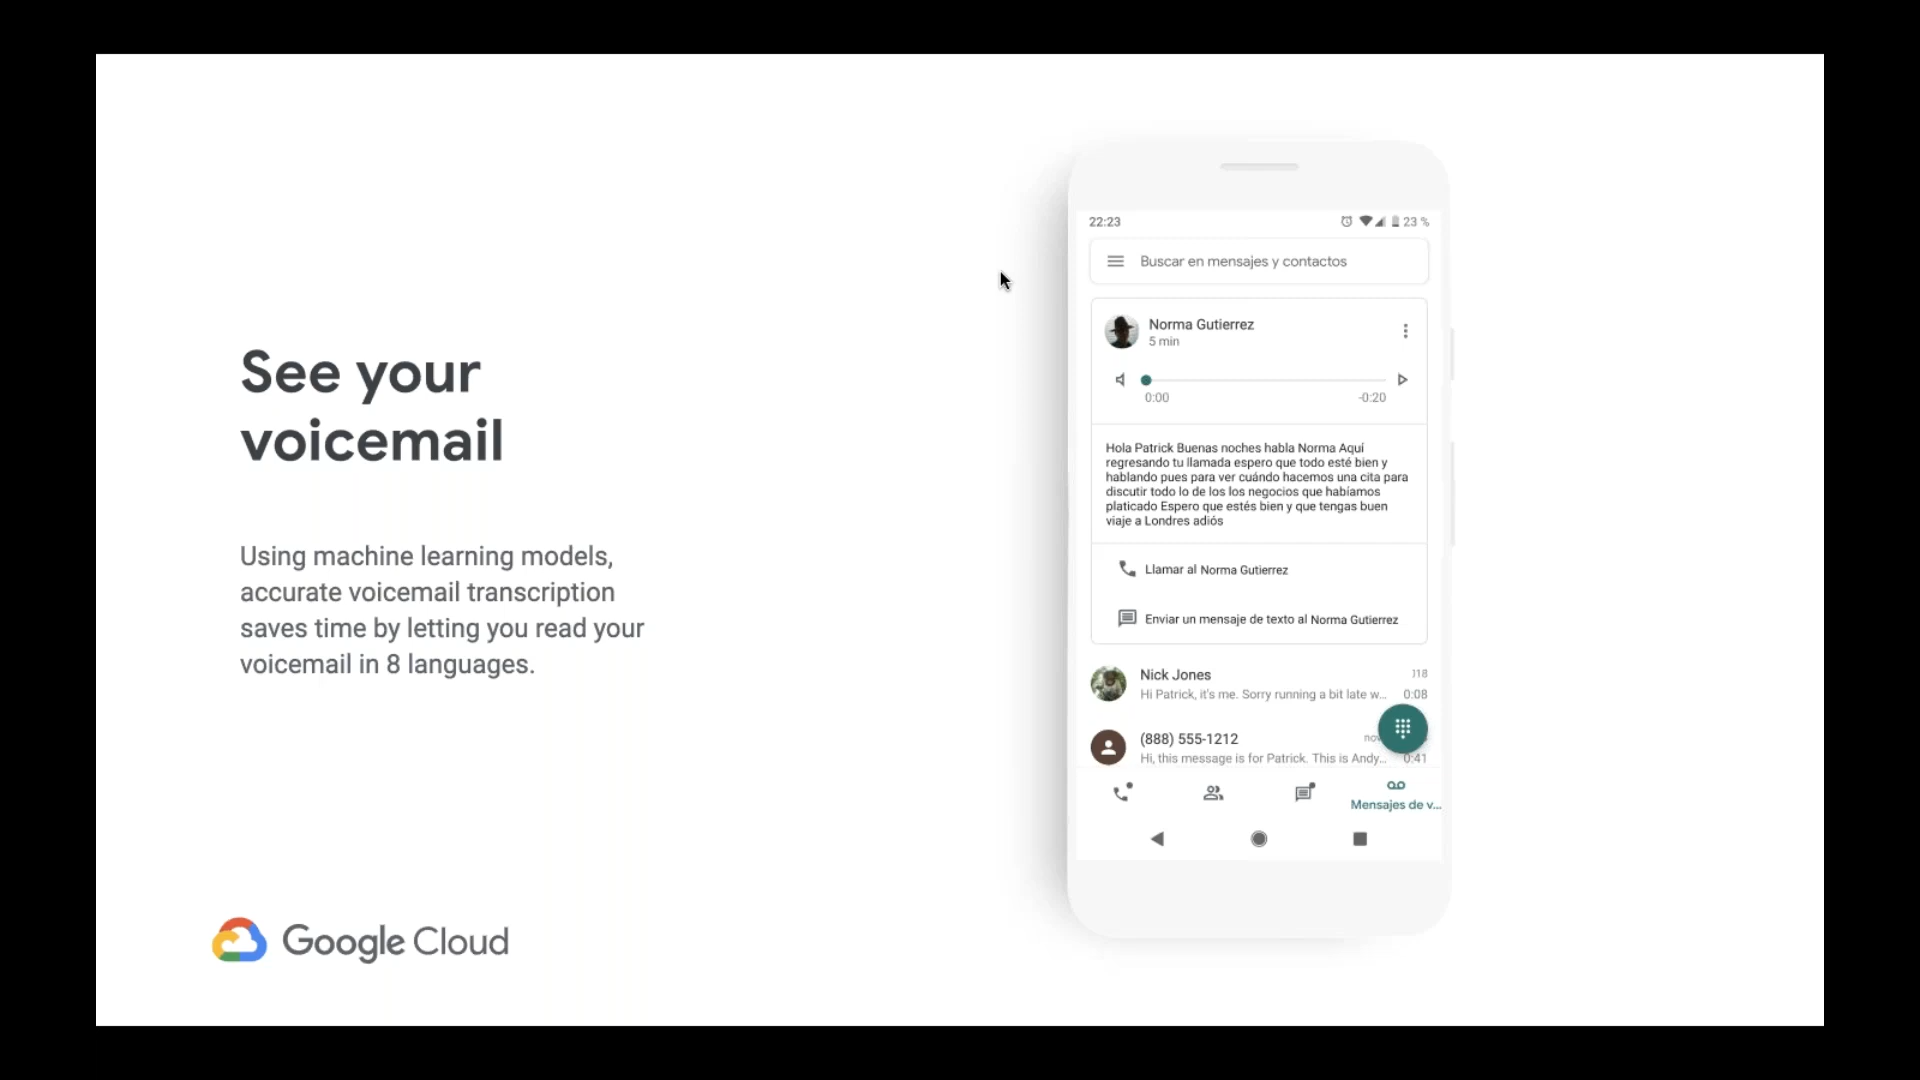 See your
voicemail
Using machine learning models,
accurate voicemail transcription
saves time by letting you read your
voicemail in 8 languages.
Google Cloud
22:23
23 %
Buscar en mensajes y contactos
Norma Gutierrez
5 min
0:00
-0:20
Hola Patrick Buenas noches habla Norma Aquí
regresando tu llamada espero que todo esté bien y
hablando pues para ver cuándo hacemos una cita para
discutir todo lo de los los negocios que habíamos
platicado Espero que estés bien y que tengas buen
viaje a Londres adiós
Llamar al Norma Gutierrez
Enviar un mensaje de texto al Norma Gutierrez
Nick Jones
Hi Patrick, it's me. Sorry running a bit late w...
0:08
(888) 555-1212
Hi, this message is for Patrick. This is Andy...
0:41
Mensajes de v...